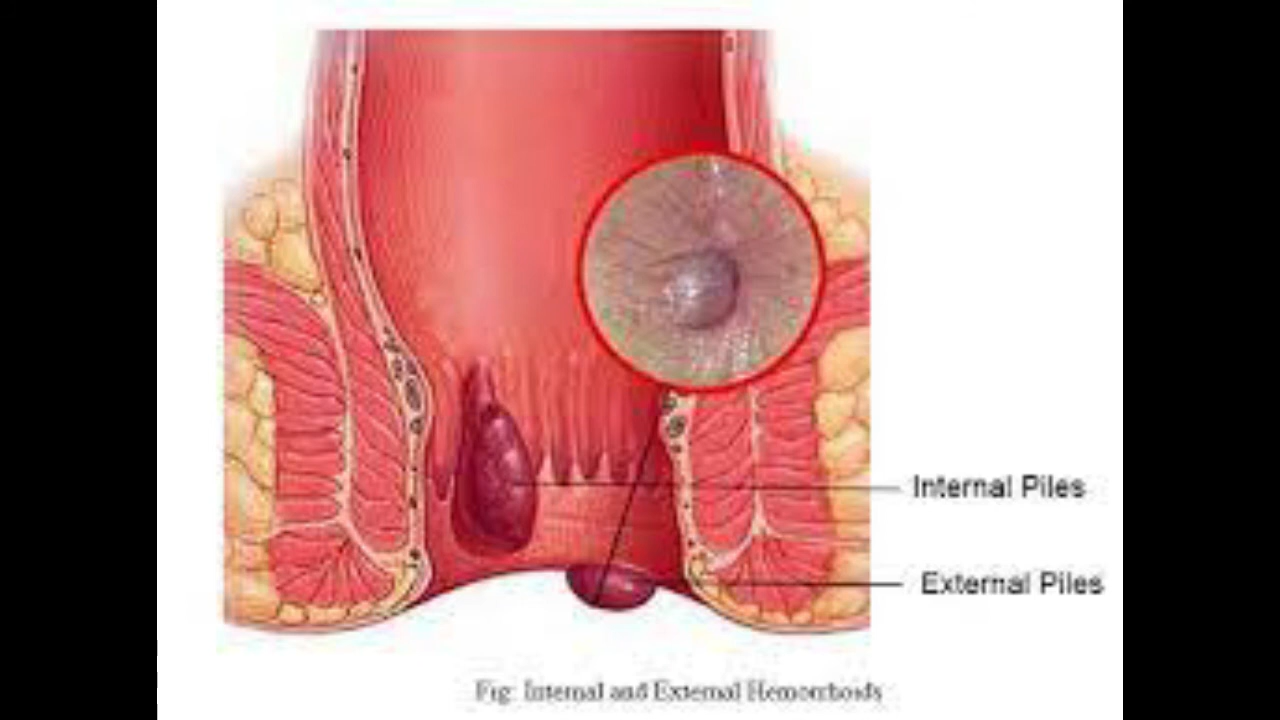 Internal Piles
External Piles
Fig: Internal and External Hemorrhoids